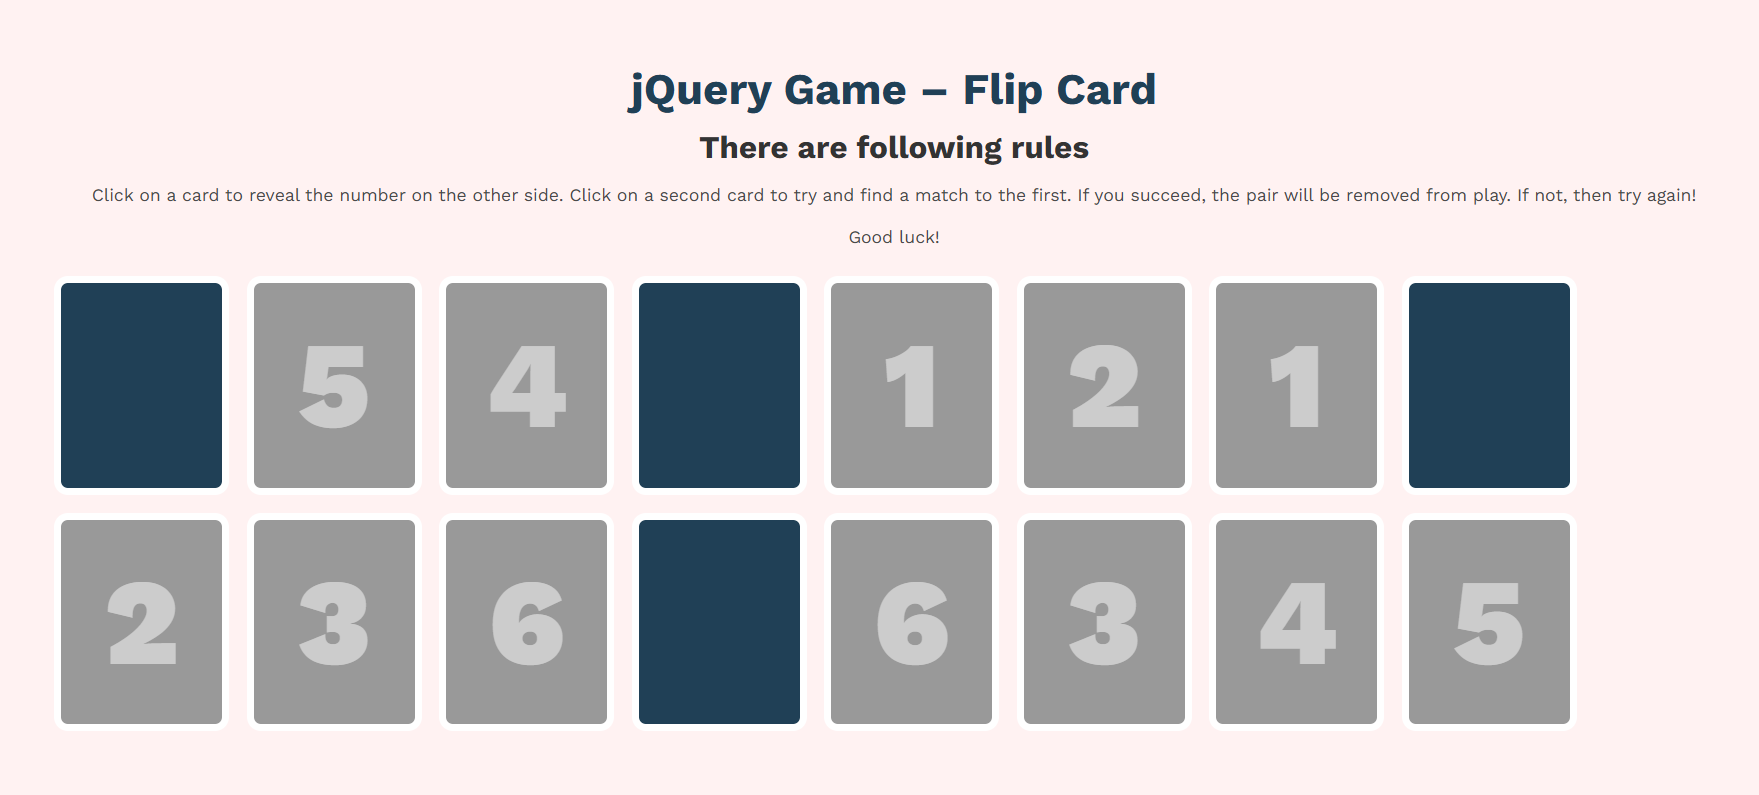 jQuery Game – Flip Card
There are following rules
Click on a card to reveal the number on the other side. Click on a second card to try and find a match to the first. If you succeed, the pair will be removed from play. If not, then try again!
Good luck!
5 4 1 2 1
2 3 6 6 3 4 5